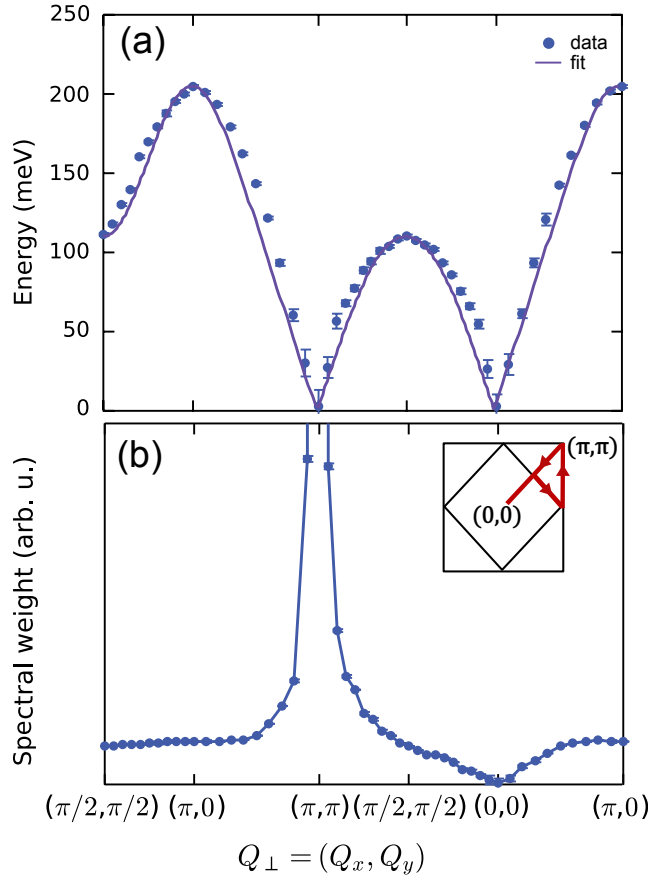 (a)
data
fit
Energy (meV)
250
200
150
100
50
0
(b)
Spectral weight (arb. u.)
(π,π)
(0,0)
(π/2,π/2) (π,0) (π,π) (π/2,π/2) (0,0) (π,0)
Q⊥ = (Qx, Qy)